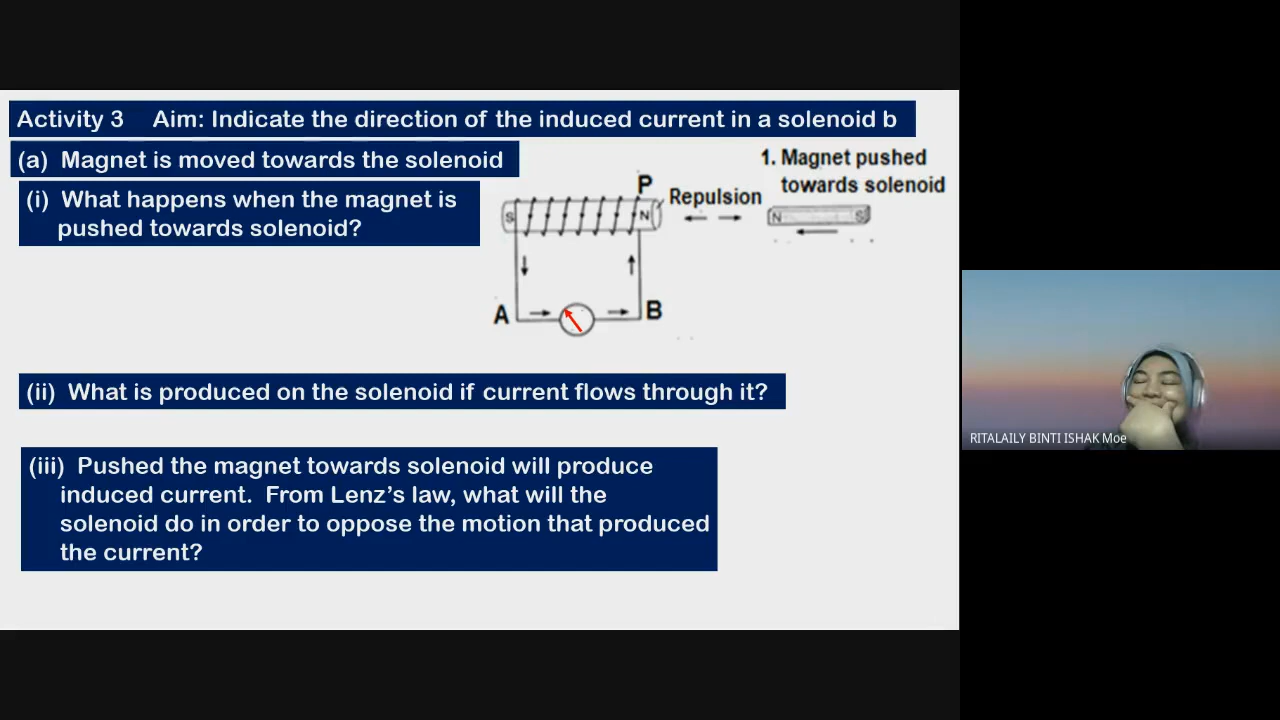 Activity 3 Aim: Indicate the direction of the induced current in a solenoid b
(a) Magnet is moved towards the solenoid
(i) What happens when the magnet is
pushed towards solenoid?
1. Magnet pushed
towards solenoid
P
Repulsion
S
N
N
S
A
B
(ii) What is produced on the solenoid if current flows through it?
(iii) Pushed the magnet towards solenoid will produce
induced current. From Lenz's law, what will the
solenoid do in order to oppose the motion that produced
the current?
RITALAILY BINTI ISHAK Moe